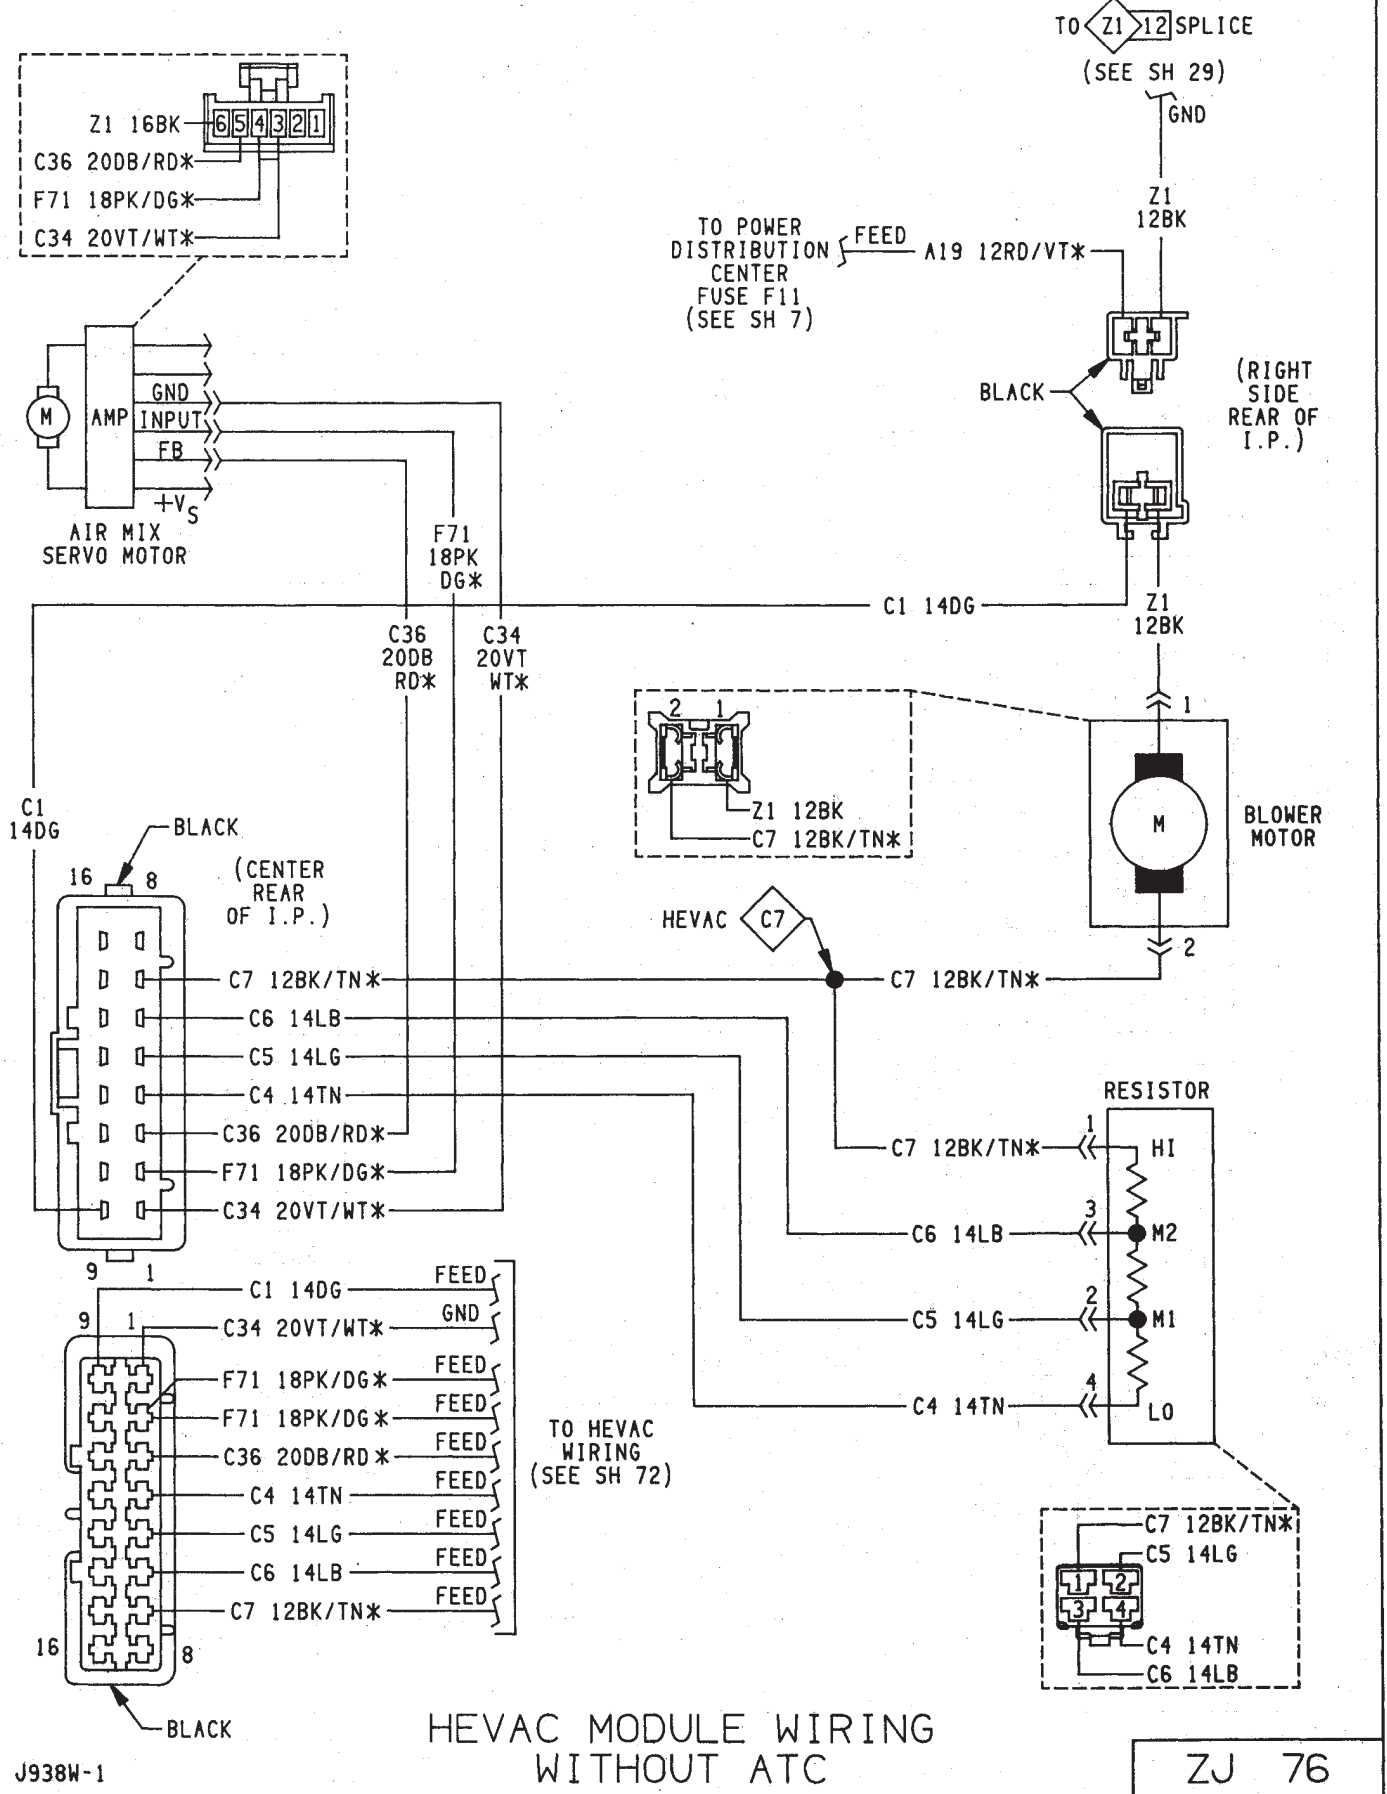 TO Z1 12 SPLICE
(SEE SH 29)
GND
Z1
12BK
Z1 16BK
6 5 4 3 2 1
C36 20DB/RD*
F71 18PK/DG*
C34 20VT/WT*
TO POWER
DISTRIBUTION
CENTER
FUSE F11
(SEE SH 7)
FEED
A19 12RD/VT*
BLACK
(RIGHT
SIDE
REAR OF
I.P.)
M
AMP
GND
INPUT
FB
+VS
AIR MIX
SERVO MOTOR
F71
18PK
DG*
C1 14DG
Z1
12BK
C36
20DB
RD*
C34
20VT
WT*
2 1
Z1 12BK
C7 12BK/TN*
1
M
BLOWER
MOTOR
2
C1
14DG
BLACK
16 8
(CENTER
REAR
OF I.P.)
HEVAC C7
C7 12BK/TN*
C7 12BK/TN*
C6 14LB
C5 14LG
C4 14TN
C36 20DB/RD*
F71 18PK/DG*
C34 20VT/WT*
9 1
RESISTOR
C7 12BK/TN*
1
HI
C6 14LB
3
M2
C5 14LG
2
M1
C4 14TN
4
LO
9 1
C1 14DG
FEED
C34 20VT/WT*
GND
F71 18PK/DG*
FEED
F71 18PK/DG*
FEED
C36 20DB/RD*
FEED
C4 14TN
FEED
C5 14LG
FEED
C6 14LB
FEED
C7 12BK/TN*
FEED
16 8
BLACK
TO HEVAC
WIRING
(SEE SH 72)
C7 12BK/TN*
C5 14LG
1 2
3 4
C4 14TN
C6 14LB
HEVAC MODULE WIRING
WITHOUT ATC
J938W-1
ZJ 76